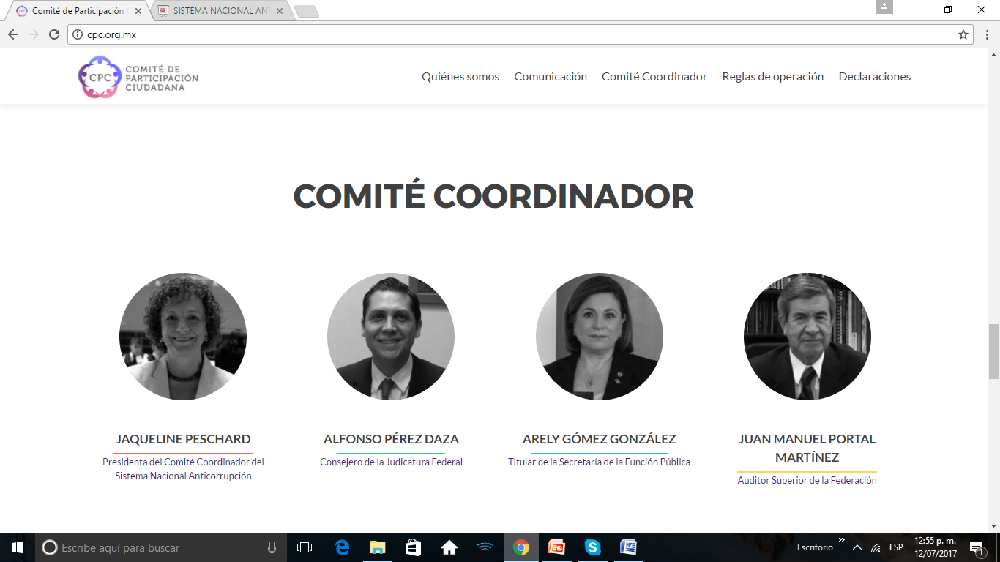 Comité de Participación C
SISTEMA NACIONAL AN
cpc.org.mx
CPC
COMITÉ DE
PARTICIPACIÓN
CIUDADANA
Quiénes somos Comunicación Comité Coordinador Reglas de operación Declaraciones
COMITÉ COORDINADOR
JAQUELINE PESCHARD
Presidenta del Comité Coordinador del
Sistema Nacional Anticorrupción
ALFONSO PÉREZ DAZA
Consejero de la Judicatura Federal
ARELY GÓMEZ GONZÁLEZ
Titular de la Secretaría de la Función Pública
JUAN MANUEL PORTAL
MARTÍNEZ
Auditor Superior de la Federación
Escribe aquí para buscar
Escritorio
ESP
12:55 p. m.
12/07/2017
1